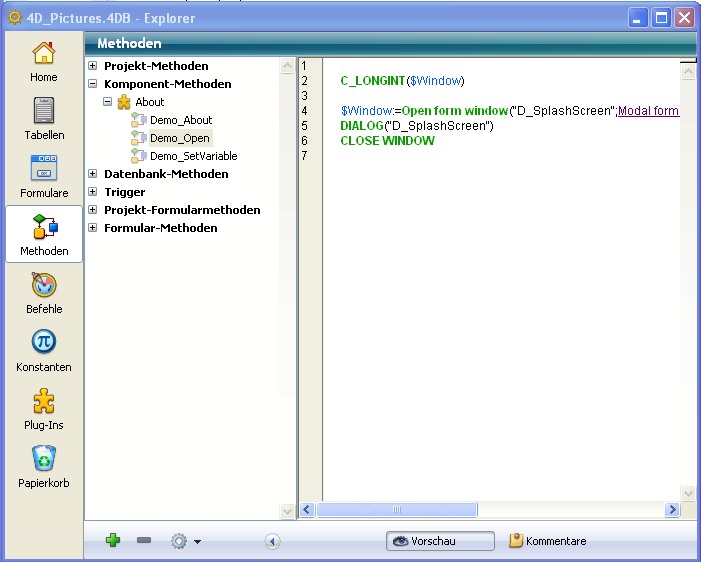 4D_Pictures.4DB - Explorer
Home
Tabellen
Formulare
Methoden
Befehle
Konstanten
Plug-Ins
Papierkorb
Methoden
Projekt-Methoden
Komponent-Methoden
About
Demo_About
Demo_Open
Demo_SetVariable
Datenbank-Methoden
Trigger
Projekt-Formularmethoden
Formular-Methoden
1
2 C_LONGINT($Window)
3
4 $Window:=Open form window("D_SplashScreen";Modal form
5 DIALOG("D_SplashScreen")
6 CLOSE WINDOW
7
Vorschau
Kommentare